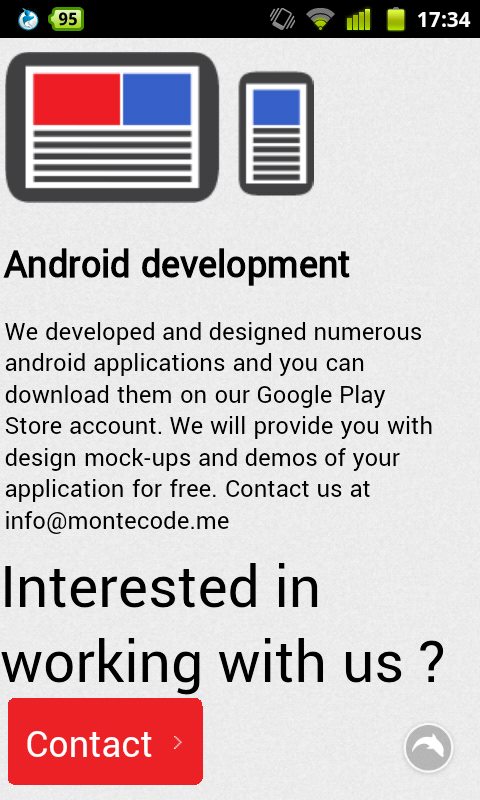 95
17:34
Android development
We developed and designed numerous
android applications and you can
download them on our Google Play
Store account. We will provide you with
design mock-ups and demos of your
application for free. Contact us at
info@montecode.me
Interested in
working with us ?
Contact